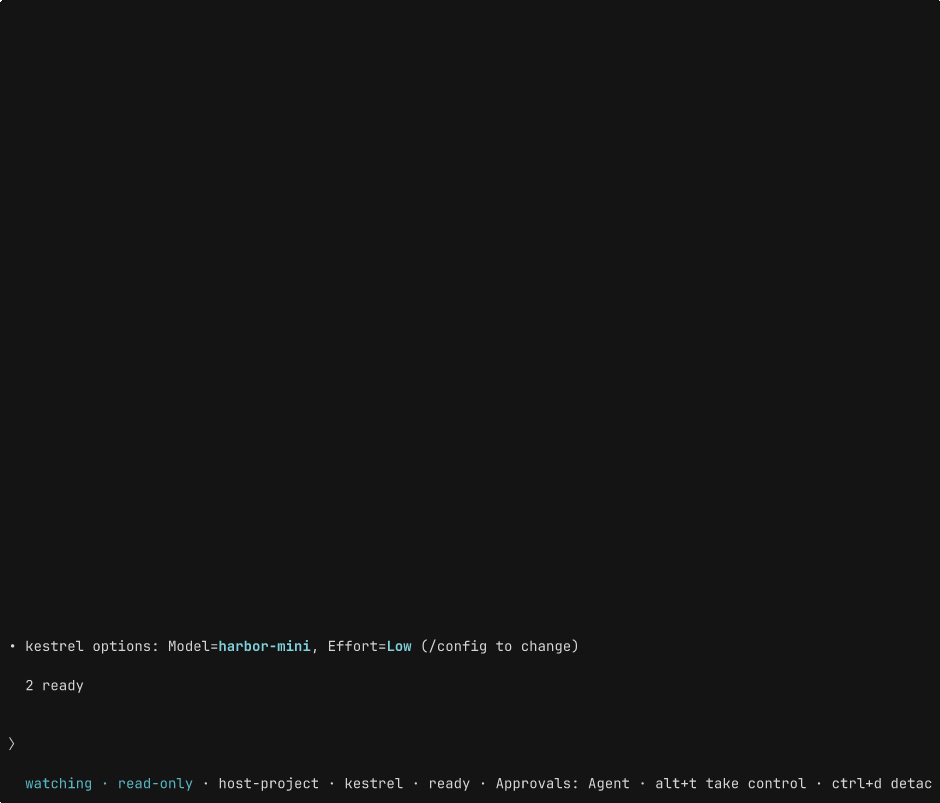 • kestrel options: Model=harbor-mini, Effort=Low (/config to change)
2 ready
〉
watching · read-only · host-project · kestrel · ready · Approvals: Agent · alt+t take control · ctrl+d detac